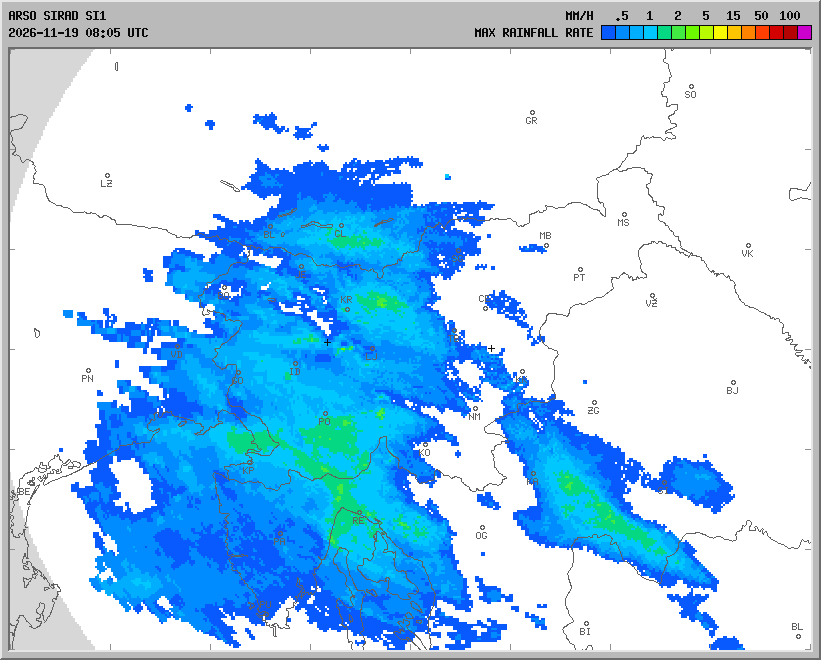 ARSO SIRAD SI1
MM/H .5 1 2 5 15 50 100
2026-11-19 08:05 UTC
MAX RAINFALL RATE
SO
GR
LZ
MS
MB
VK
PT
KR
VZ
PN
BJ
ZG
NM
PO
KO
KP
BE
RE
OG
BI
BL